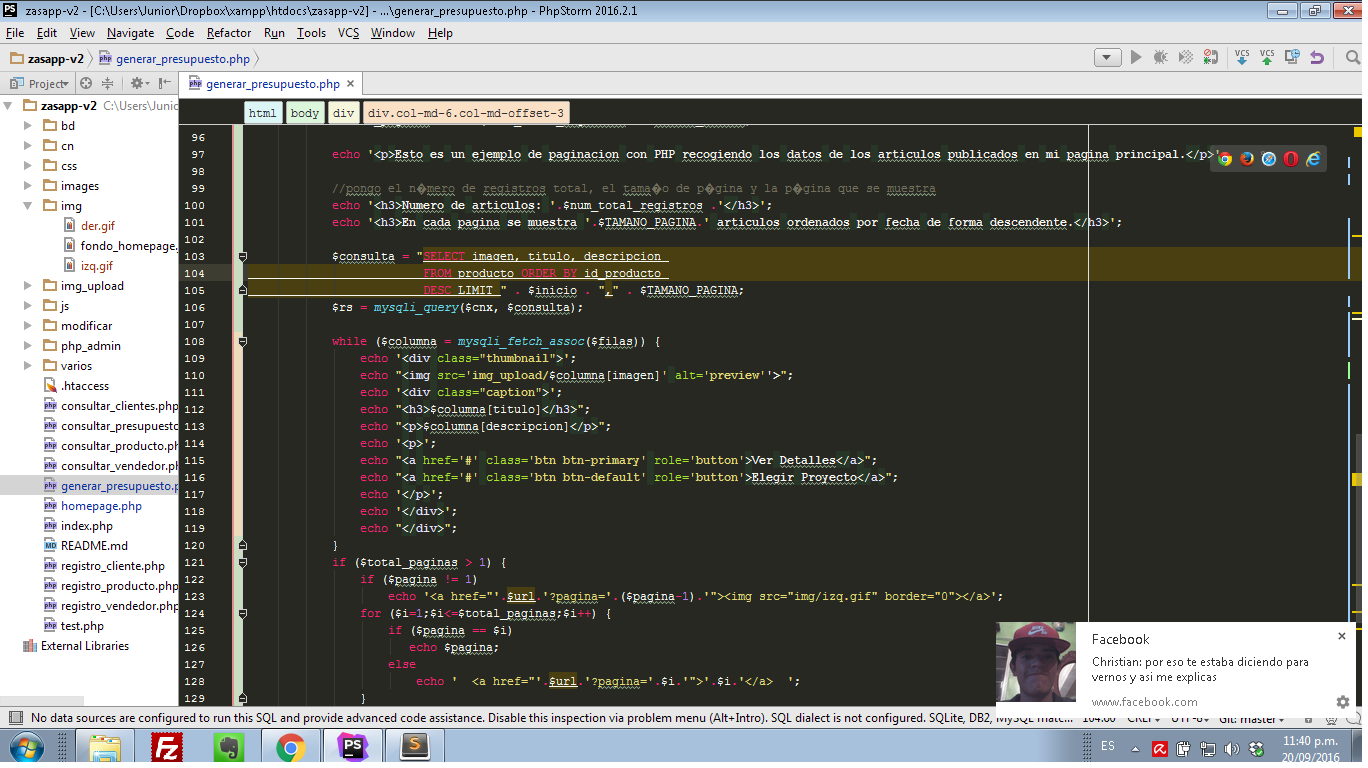 zasapp-v2 - [C:\Users\Junior\Dropbox\xampp\htdocs\zasapp-v2] - ...\generar_presupuesto.php - PhpStorm 2016.2.1
File Edit View Navigate Code Refactor Run Tools VCS Window Help
zasapp-v2 generar_presupuesto.php
VCS VCS
Project
generar_presupuesto.php
html body div div.col-md-6.col-md-offset-3
zasapp-v2 C:\Users\Junio
bd
cn
css
images
img
der.gif
fondo_homepage.
izq.gif
img_upload
js
modificar
php_admin
varios
.htaccess
consultar_clientes.php
consultar_presupuesto
consultar_producto.ph
consultar_vendedor.ph
generar_presupuesto.p
homepage.php
index.php
README.md
registro_cliente.php
registro_producto.php
registro_vendedor.php
test.php
External Libraries
96
97 echo '<p>Esto es un ejemplo de paginacion con PHP recogiendo los datos de los articulos publicados en mi pagina principal.</p>'
98
99 //pongo el n�mero de registros total, el tama�o de p�gina y la p�gina que se muestra
100 echo '<h3>Numero de articulos: '.$num_total_registros .'</h3>';
101 echo '<h3>En cada pagina se muestra '.$TAMANO_PAGINA.' articulos ordenados por fecha de forma descendente.</h3>';
102
103 $consulta = "SELECT imagen, titulo, descripcion
104 FROM producto ORDER BY id_producto
105 DESC LIMIT " . $inicio . "," . $TAMANO_PAGINA;
106 $rs = mysqli_query($cnx, $consulta);
107
108 while ($columna = mysqli_fetch_assoc($filas)) {
109 echo '<div class="thumbnail">';
110 echo "<img src='img_upload/$columna[imagen]' alt='preview''>";
111 echo '<div class="caption">';
112 echo "<h3>$columna[titulo]</h3>";
113 echo "<p>$columna[descripcion]</p>";
114 echo '<p>';
115 echo "<a href='#' class='btn btn-primary' role='button'>Ver Detalles</a>";
116 echo "<a href='#' class='btn btn-default' role='button'>Elegir Proyecto</a>";
117 echo '</p>';
118 echo '</div>';
119 echo "</div>";
120 }
121 if ($total_paginas > 1) {
122 if ($pagina != 1)
123 echo '<a href="'.$url.'?pagina='.($pagina-1).'"><img src="img/izq.gif" border="0"></a>';
124 for ($i=1;$i<=$total_paginas;$i++) {
125 if ($pagina == $i)
126 echo $pagina;
127 else
128 echo ' <a href="'.$url.'?pagina='.$i.'">'.$i.'</a> ';
129 }
Facebook
Christian: por eso te estaba diciendo para
vernos y asi me explicas
www.facebook.com
No data sources are configured to run this SQL and provide advanced code assistance. Disable this inspection via problem menu (Alt+Intro). SQL dialect is not configured. SQLite, DB2, MySQL matc... 104:60 CRLF UTF-8 Git: master
ES
11:40 p.m.
20/09/2016